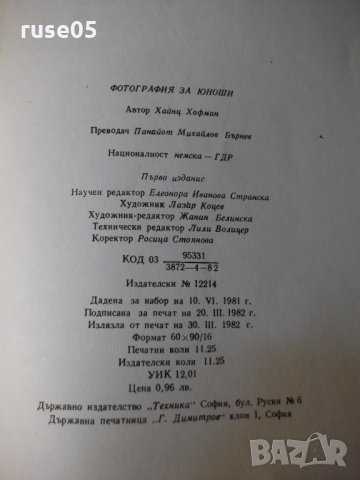 ruse05
ФОТОГРАФИЯ ЗА ЮНОШИ
Автор Хайнц Хофман
Преводач Панайот Михайлов Бърнев
Националност немска — ГДР
Първо издание
Научен редактор Елеонора Иванова Странска
Художник Лазар Коцев
Художник-редактор Жанин Белинска
Технически редактор Лили Волицер
Коректор Росица Стоянова
КОД 03 95331
3872—4—82
Издателски № 12214
Дадена за набор на 10. VI. 1981 г.
Подписана за печат на 20. III. 1982 г.
Излязла от печат на 30. III. 1982 г.
Формат 60×90/16
Печатни коли 11.25
Издателски коли 11.25
УИК 12,01
Цена 0,96 лв.
Държавно издателство „Техника“ София, бул. Руски № 6
Държавна печатница „Г. Димитров“ клон 1, София
BAZAR